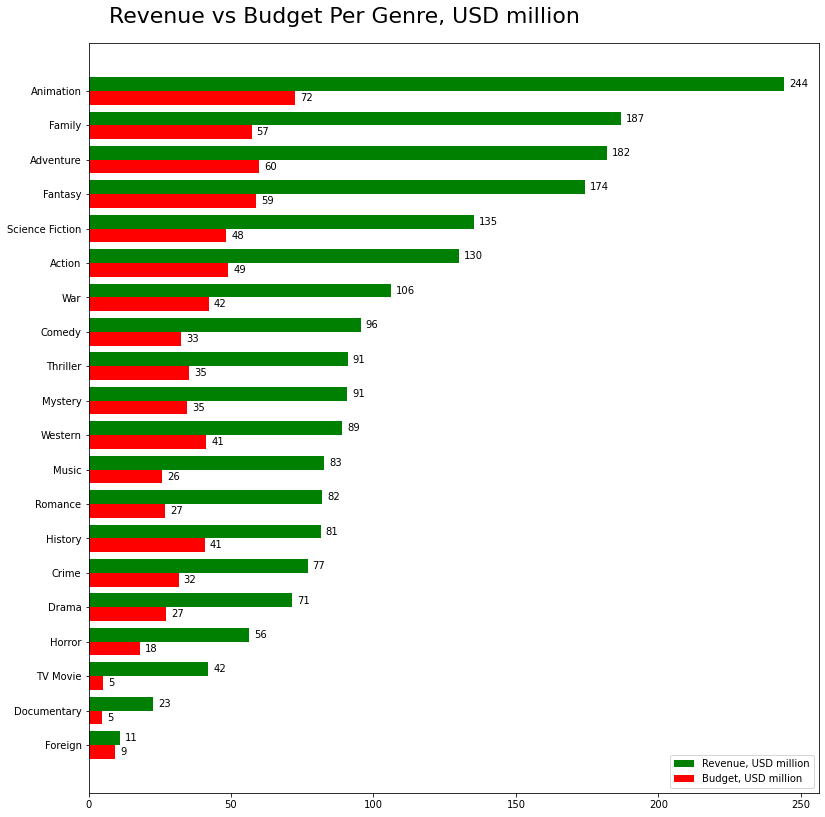 Revenue vs Budget Per Genre, USD million
Animation 244
72
Family 187
57
Adventure 182
60
Fantasy 174
59
Science Fiction 135
48
Action 130
49
War 106
42
Comedy 96
33
Thriller 91
35
Mystery 91
35
Western 89
41
Music 83
26
Romance 82
27
History 81
41
Crime 77
32
Drama 71
27
Horror 56
18
TV Movie 42
5
Documentary 23
5
Foreign 11
9
Revenue, USD million
Budget, USD million
0 50 100 150 200 250